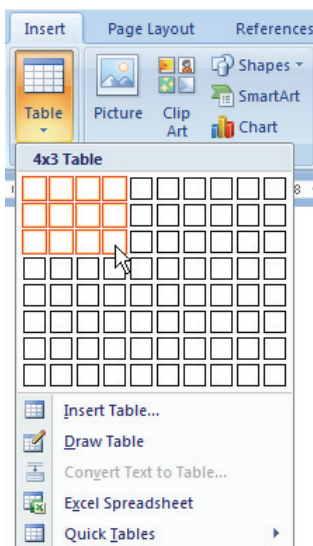 Insert Page Layout References
Shapes
SmartArt
Table Picture Clip Art Chart
4x3 Table
8
Insert Table...
Draw Table
Convert Text to Table...
Excel Spreadsheet
Quick Tables